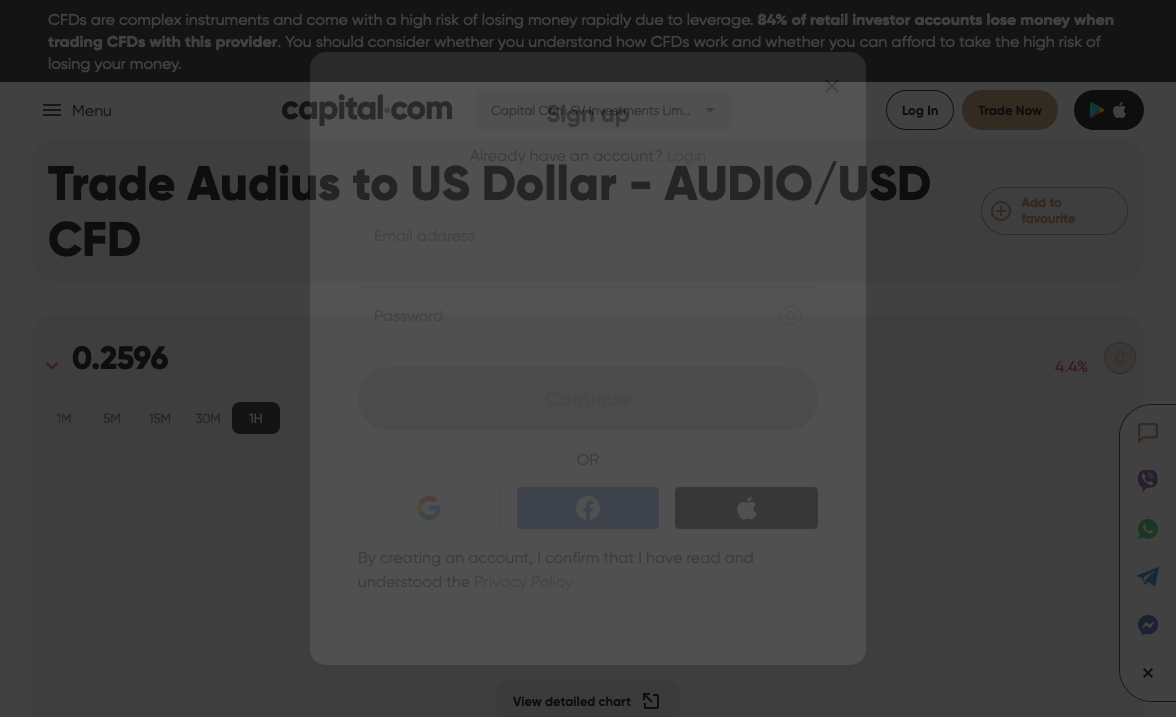 CFDs are complex instruments and come with a high risk of losing money rapidly due to leverage. 84% of retail investor accounts lose money when
trading CFDs with this provider. You should consider whether you understand how CFDs work and whether you can afford to take the high risk of
losing your money.
Menu
capital.com
Capital Com SV Investments Lim...
Log In
Trade Now
Sign up
Already have an account? Login
Trade Audius to US Dollar - AUDIO/USD
CFD
Add to
favourite
Email address
Password
0.2596
4.4%
1M 5M 15M 30M 1H
Continue
OR
By creating an account, I confirm that I have read and
understood the Privacy Policy
View detailed chart